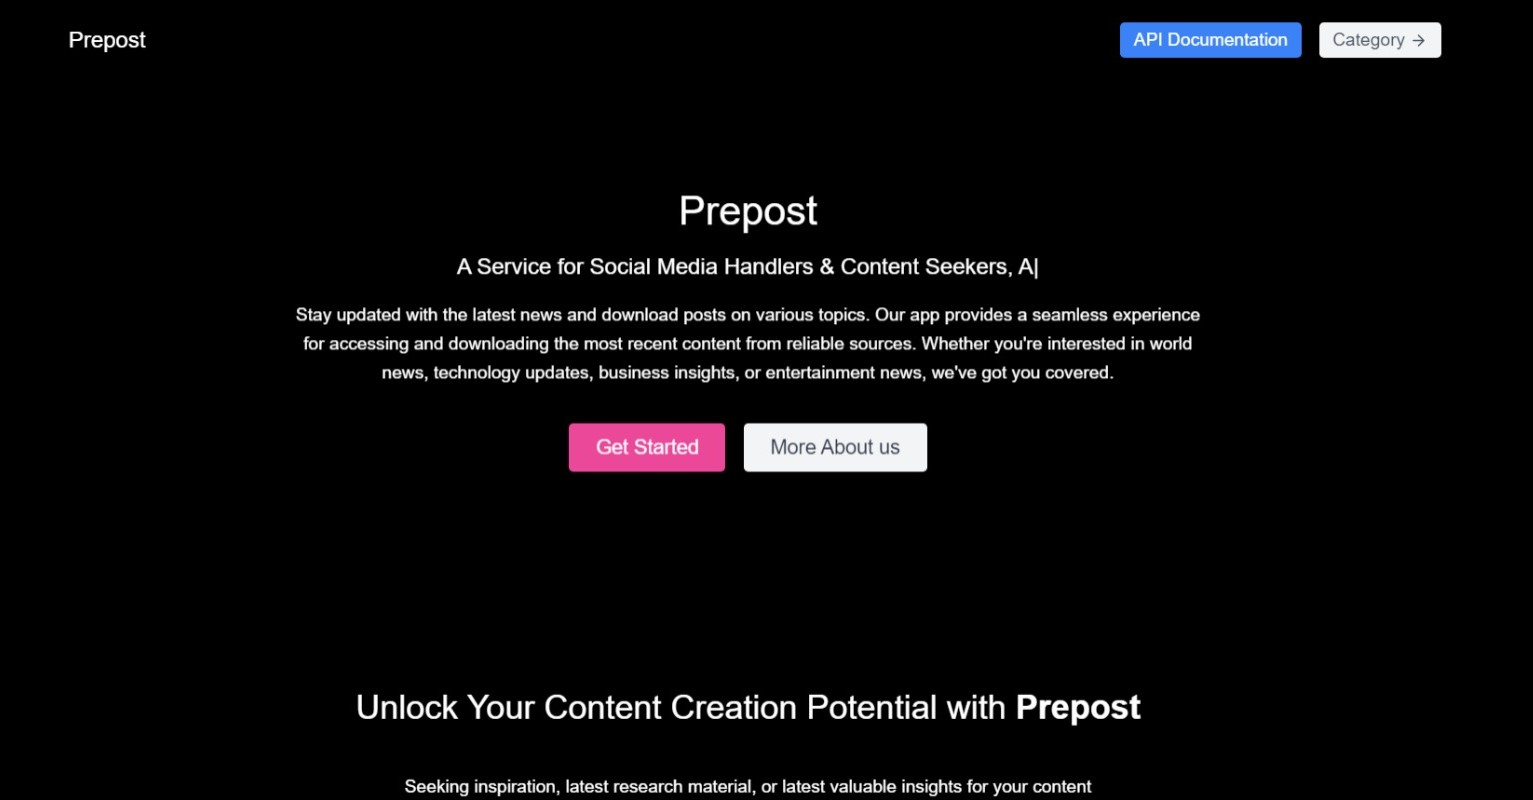 Prepost
API Documentation
Category →
Prepost
A Service for Social Media Handlers & Content Seekers, A|
Stay updated with the latest news and download posts on various topics. Our app provides a seamless experience
for accessing and downloading the most recent content from reliable sources. Whether you're interested in world
news, technology updates, business insights, or entertainment news, we've got you covered.
Get Started
More About us
Unlock Your Content Creation Potential with Prepost
Seeking inspiration, latest research material, or latest valuable insights for your content